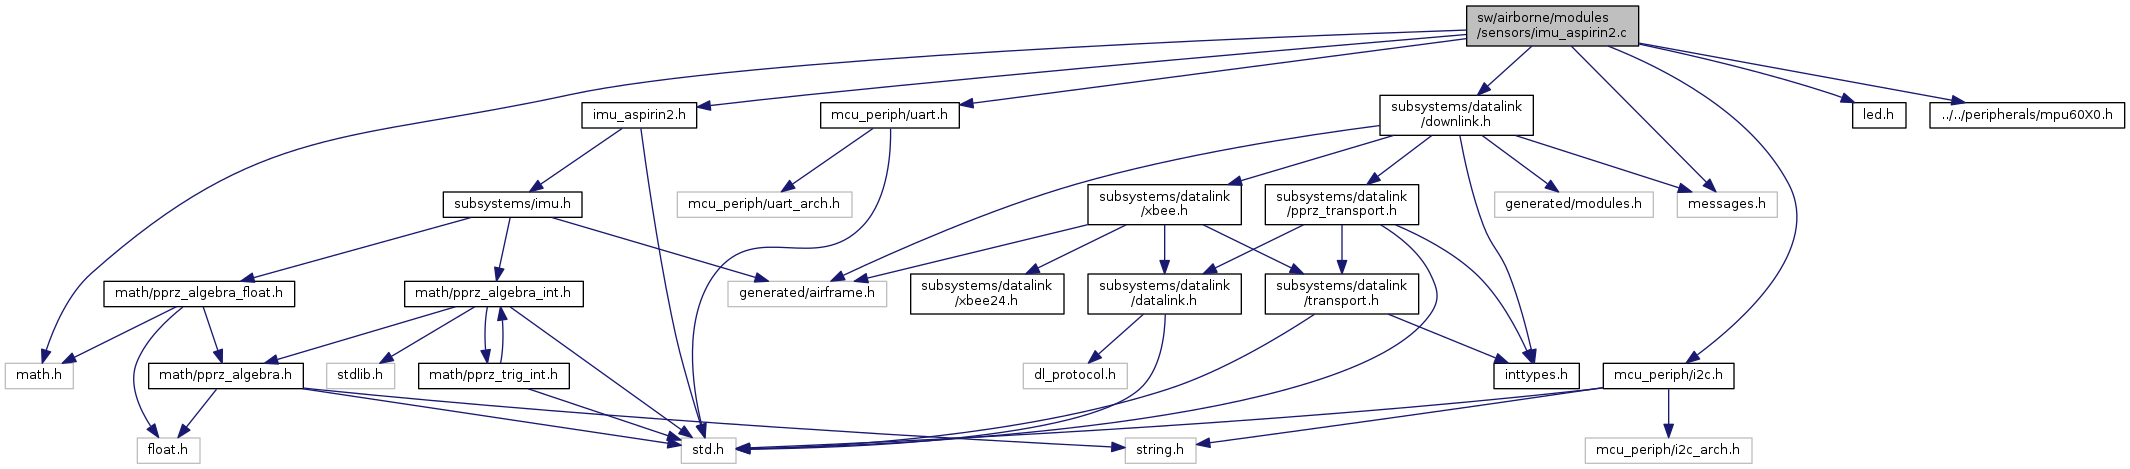 sw/airborne/modules
/sensors/imu_aspirin2.c
imu_aspirin2.h
mcu_periph/uart.h
subsystems/datalink
/downlink.h
led.h
../../peripherals/mpu60X0.h
subsystems/imu.h
mcu_periph/uart_arch.h
subsystems/datalink
/xbee.h
subsystems/datalink
/pprz_transport.h
generated/modules.h
messages.h
math/pprz_algebra_float.h
math/pprz_algebra_int.h
generated/airframe.h
subsystems/datalink
/xbee24.h
subsystems/datalink
/datalink.h
subsystems/datalink
/transport.h
math.h
math/pprz_algebra.h
stdlib.h
math/pprz_trig_int.h
dl_protocol.h
inttypes.h
mcu_periph/i2c.h
float.h
std.h
string.h
mcu_periph/i2c_arch.h